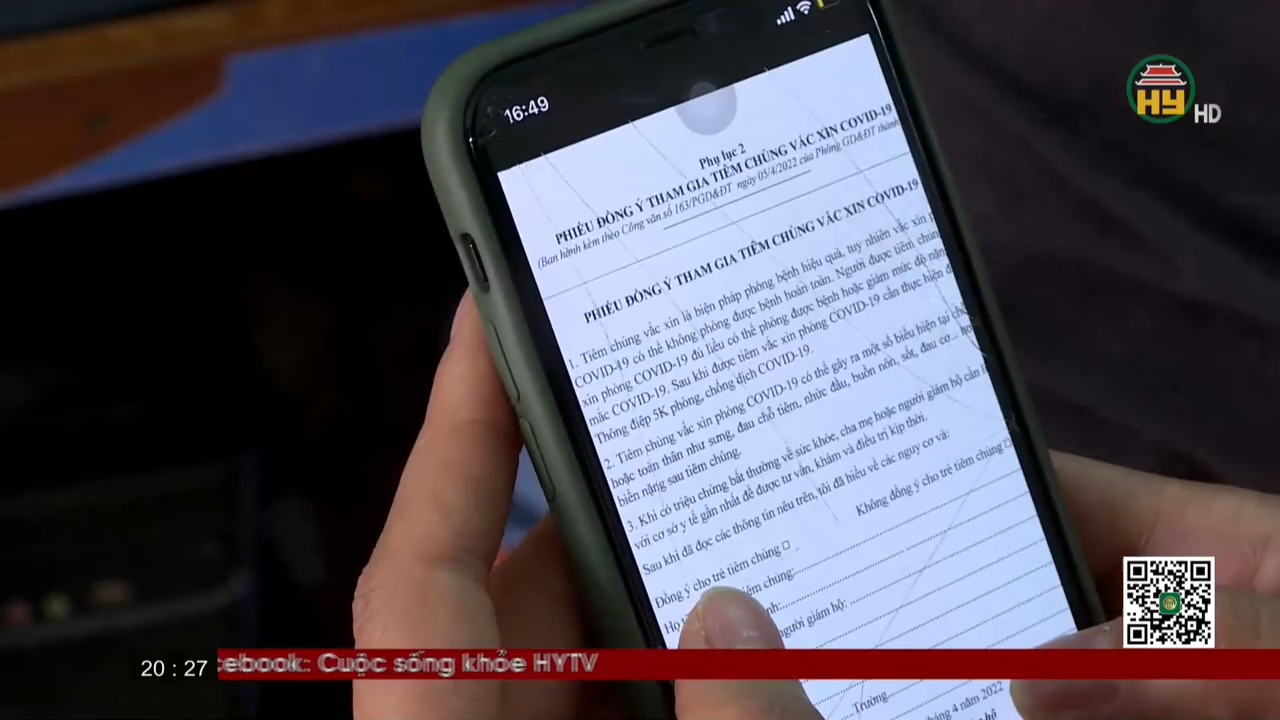 16:49
HY HD
Phụ lục 2
PHIẾU ĐỒNG Ý THAM GIA TIÊM CHỦNG VẮC XIN COVID-19
(Ban hành kèm theo Công văn số 163/PGD&ĐT ngày 05/4/2022 của Phòng GD&ĐT thành
PHIẾU ĐỒNG Ý THAM GIA TIÊM CHỦNG VẮC XIN COVID-19
1. Tiêm chủng vắc xin là biện pháp phòng bệnh hiệu quả, tuy nhiên vắc xin
COVID-19 có thể không phòng được bệnh hoàn toàn. Người được tiêm chủng
xin phòng COVID-19 đủ liều có thể phòng được bệnh hoặc giảm mức độ nặng
mắc COVID-19. Sau khi được tiêm vắc xin phòng COVID-19 cần thực hiện
Thông điệp 5K phòng, chống dịch COVID-19.
2. Tiêm chủng vắc xin phòng COVID-19 có thể gây ra một số biểu hiện tại chỗ
hoặc toàn thân như sưng, đau chỗ tiêm, nhức đầu, buồn nôn, sốt, đau cơ...
biến nặng sau tiêm chủng.
3. Khi có triệu chứng bất thường về sức khỏe, cha mẹ hoặc người giám hộ cần
với cơ sở y tế gần nhất để được tư vấn, khám và điều trị kịp thời.
Sau khi đã đọc các thông tin nêu trên, tôi đã hiểu về các nguy cơ và:
Đồng ý cho trẻ tiêm chủng □ Không đồng ý cho trẻ tiêm chủng □
Họ tiêm chủng:
người giám hộ:
Trường
4 năm 2022
hộ
20 : 27 cebook: Cuộc sống khỏe HYTV